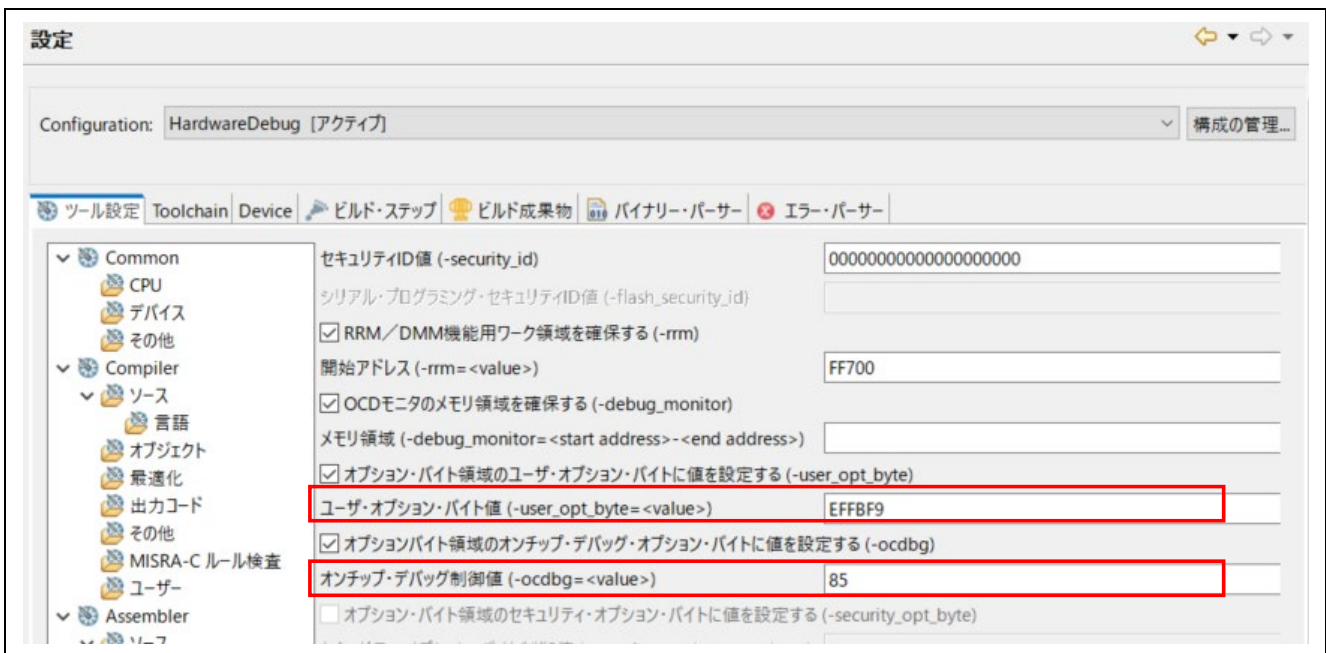 設定
Configuration: HardwareDebug [アクティブ] 構成の管理...
ツール設定 Toolchain Device ビルド・ステップ ビルド成果物 バイナリー・パーサー エラー・パーサー
Common
CPU
デバイス
その他
Compiler
ソース
言語
オブジェクト
最適化
出力コード
その他
MISRA-C ルール検査
ユーザー
Assembler
ソース
セキュリティID値 (-security_id) 00000000000000000000
シリアル・プログラミング・セキュリティID値 (-flash_security_id)
RRM／DMM機能用ワーク領域を確保する (-rrm)
開始アドレス (-rrm=<value>) FF700
OCDモニタのメモリ領域を確保する (-debug_monitor)
メモリ領域 (-debug_monitor=<start address>-<end address>)
オプション・バイト領域のユーザ・オプション・バイトに値を設定する (-user_opt_byte)
ユーザ・オプション・バイト値 (-user_opt_byte=<value>) EFFBF9
オプションバイト領域のオンチップ・デバッグ・オプション・バイトに値を設定する (-ocdbg)
オンチップ・デバッグ制御値 (-ocdbg=<value>) 85
オプション・バイト領域のセキュリティ・オプション・バイトに値を設定する (-security_opt_byte)